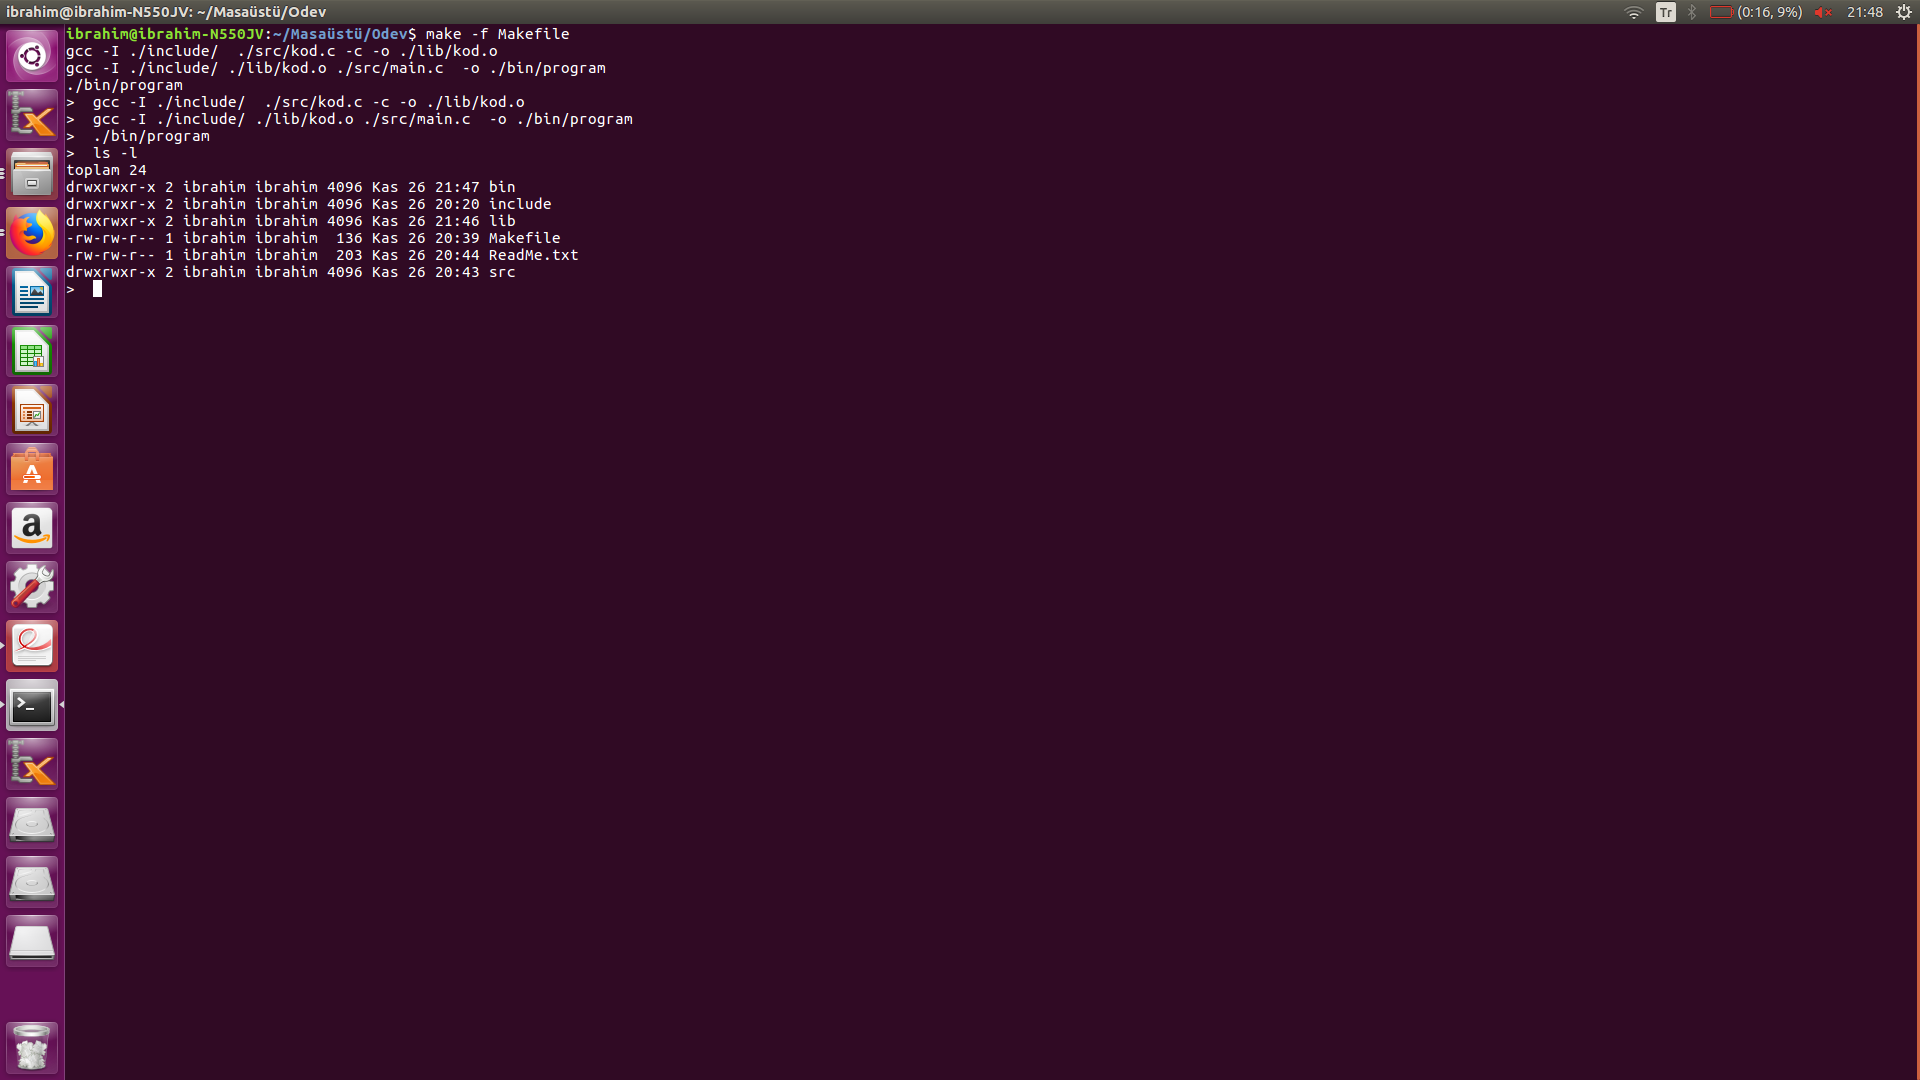 ibrahim@ibrahim-N550JV: ~/Masaüstü/Odev
Tr
(0:16, 9%)
21:48
ibrahim@ibrahim-N550JV:~/Masaüstü/Odev$ make -f Makefile
gcc -I ./include/  ./src/kod.c -c -o ./lib/kod.o
gcc -I ./include/ ./lib/kod.o ./src/main.c  -o ./bin/program
./bin/program
>  gcc -I ./include/  ./src/kod.c -c -o ./lib/kod.o
>  gcc -I ./include/ ./lib/kod.o ./src/main.c  -o ./bin/program
>  ./bin/program
>  ls -l
toplam 24
drwxrwxr-x 2 ibrahim ibrahim 4096 Kas 26 21:47 bin
drwxrwxr-x 2 ibrahim ibrahim 4096 Kas 26 20:20 include
drwxrwxr-x 2 ibrahim ibrahim 4096 Kas 26 21:46 lib
-rw-rw-r-- 1 ibrahim ibrahim  136 Kas 26 20:39 Makefile
-rw-rw-r-- 1 ibrahim ibrahim  203 Kas 26 20:44 ReadMe.txt
drwxrwxr-x 2 ibrahim ibrahim 4096 Kas 26 20:43 src
>